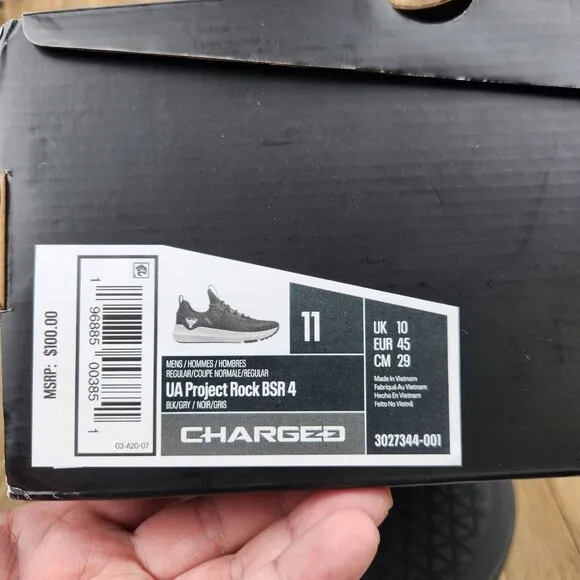 MSRP: $100.00
1 96885 00385 1
G3-A20-07
11
UK 10
EUR 45
CM 29
MENS / HOMMES / HOMBRES
REGULAR/COUPE NORMALE/REGULAR
UA Project Rock BSR 4
BLK/GRY / NOIR/GRIS
CHARGED
Made in Vietnam
Fabriqué Au Vietnam
Hecho En Vietnam
Feito No Vietnã
3027344-001